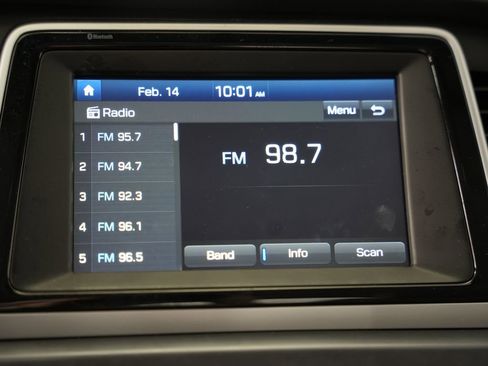 Bluetooth
Feb. 14 10:01 AM
Radio Menu
1 FM 95.7
2 FM 94.7
3 FM 92.3
4 FM 96.1
5 FM 96.5
FM 98.7
Band Info Scan